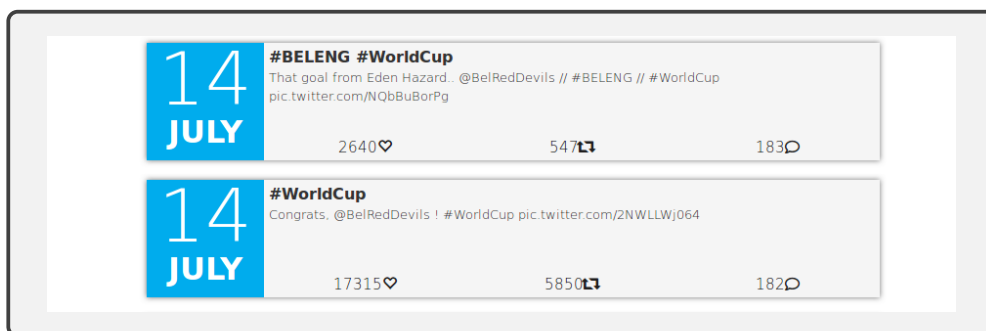 14
JULY
#BELENG #WorldCup
That goal from Eden Hazard.. @BelRedDevils // #BELENG // #WorldCup
pic.twitter.com/NQbBuBorPg
2640 547 183
14
JULY
#WorldCup
Congrats, @BelRedDevils ! #WorldCup pic.twitter.com/2NWLLWj064
17315 5850 182